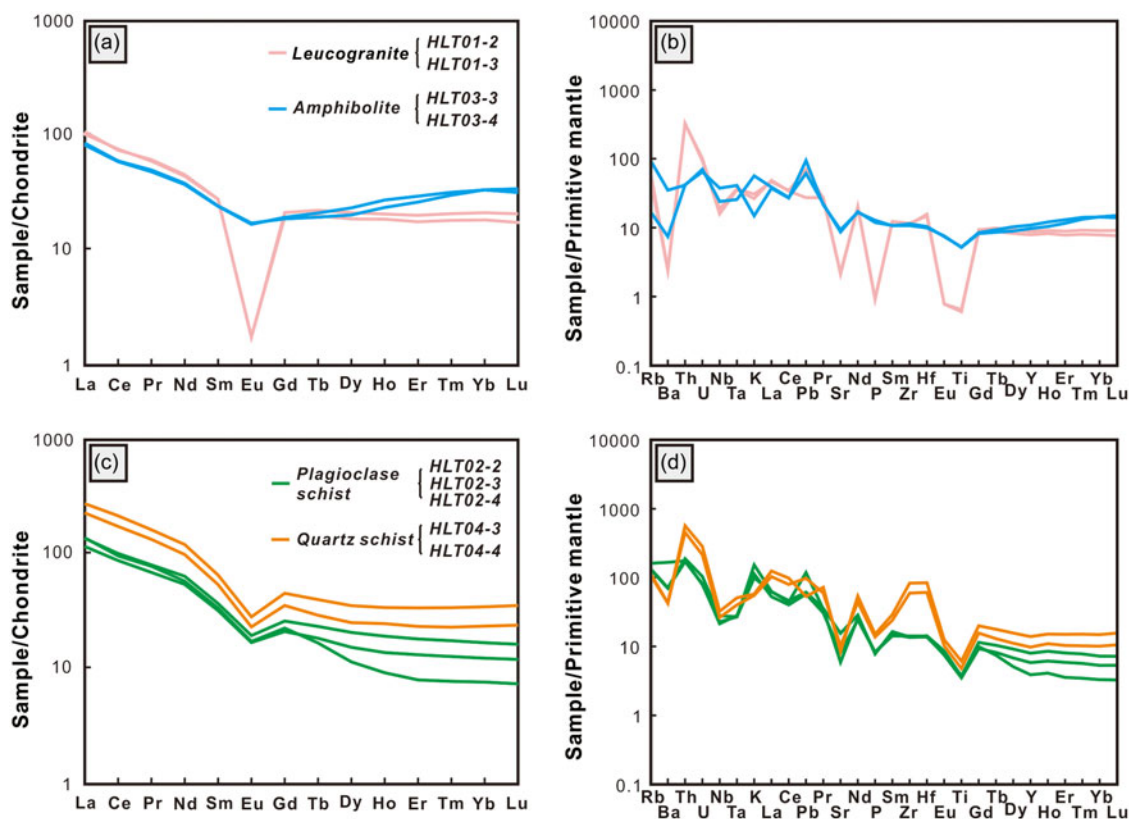 (a)
1000
100
10
1
Sample/Chondrite
Leucogranite { HLT01-2
HLT01-3
Amphibolite { HLT03-3
HLT03-4
La Ce Pr Nd Sm Eu Gd Tb Dy Ho Er Tm Yb Lu
(b)
10000
1000
100
10
1
0.1
Sample/Primitive mantle
Rb Th Nb K Ce Pr Nd Sm Hf Ti Tb Y Er Yb
Ba U Ta La Pb Sr P Zr Eu Gd Dy Ho Tm Lu
(c)
1000
100
10
1
Sample/Chondrite
Plagioclase schist { HLT02-2
HLT02-3
HLT02-4
Quartz schist { HLT04-3
HLT04-4
La Ce Pr Nd Sm Eu Gd Tb Dy Ho Er Tm Yb Lu
(d)
10000
1000
100
10
1
0.1
Sample/Primitive mantle
Rb Th Nb K Ce Pr Nd Sm Hf Ti Tb Y Er Yb
Ba U Ta La Pb Sr P Zr Eu Gd Dy Ho Tm Lu